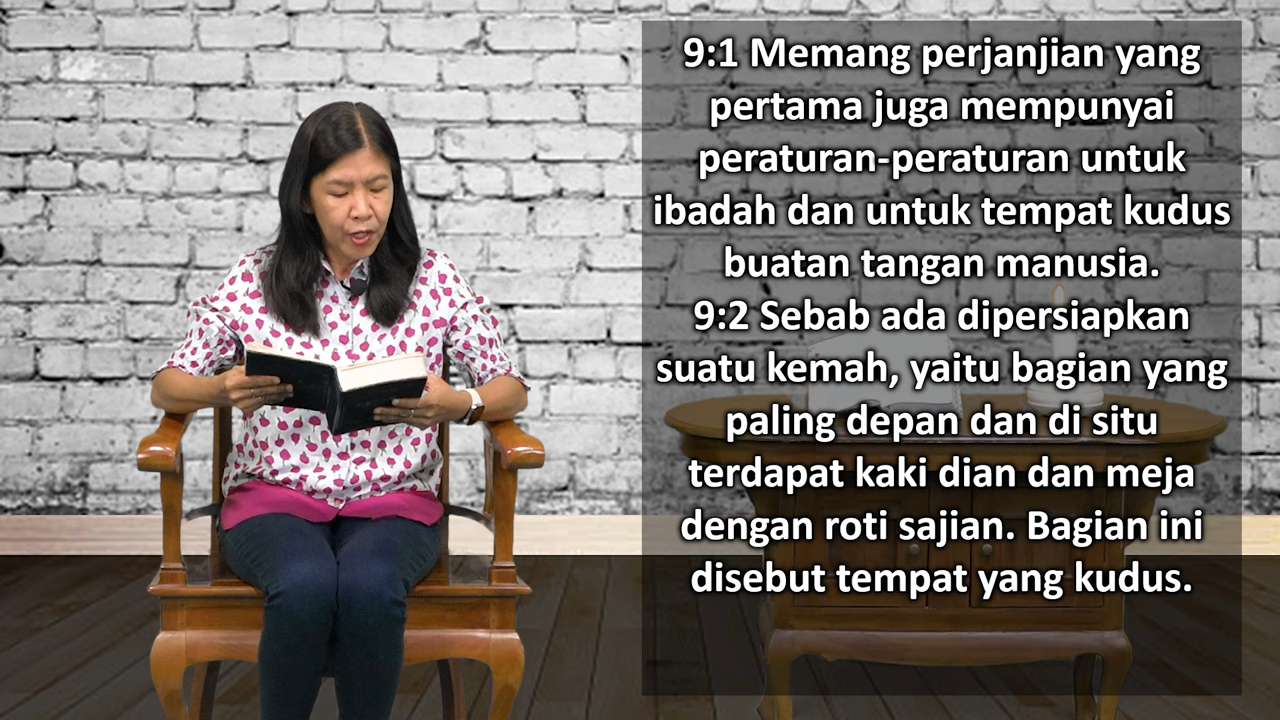 9:1 Memang perjanjian yang
pertama juga mempunyai
peraturan-peraturan untuk
ibadah dan untuk tempat kudus
buatan tangan manusia.
9:2 Sebab ada dipersiapkan
suatu kemah, yaitu bagian yang
paling depan dan di situ
terdapat kaki dian dan meja
dengan roti sajian. Bagian ini
disebut tempat yang kudus.